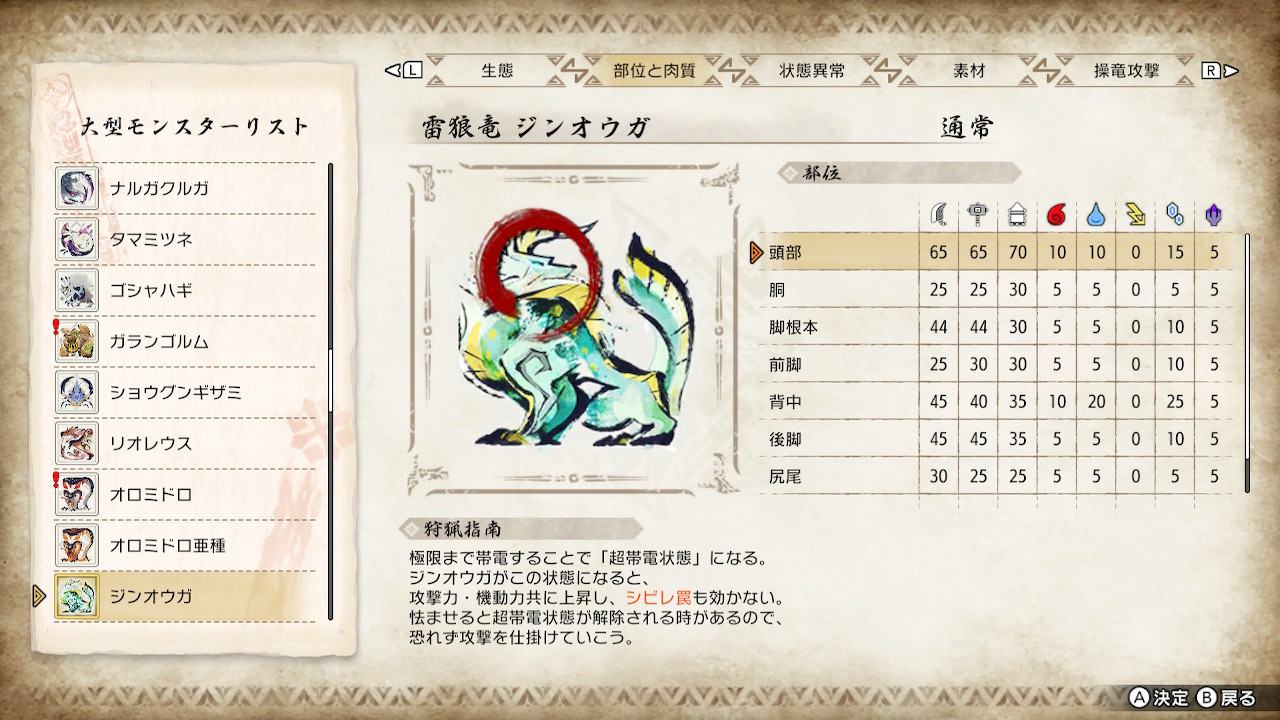 L 生態 部位と肉質 状態異常 素材 操竜攻撃 R
大型モンスターリスト
ナルガクルガ
タマミツネ
ゴシャハギ
ガランゴルム
ショウグンギザミ
リオレウス
オロミドロ
オロミドロ亜種
ジンオウガ
雷狼竜 ジンオウガ 通常
部位
頭部 65 65 70 10 10 0 15 5
胴 25 25 30 5 5 0 5 5
脚根本 44 44 30 5 5 0 10 5
前脚 25 30 30 5 5 0 10 5
背中 45 40 35 10 20 0 25 5
後脚 45 45 35 5 5 0 10 5
尻尾 30 25 25 5 5 0 5 5
狩猟指南
極限まで帯電することで「超帯電状態」になる。
ジンオウガがこの状態になると、
攻撃力・機動力共に上昇し、シビレ罠も効かない。
怯ませると超帯電状態が解除される時があるので、
恐れず攻撃を仕掛けていこう。
A 決定 B 戻る